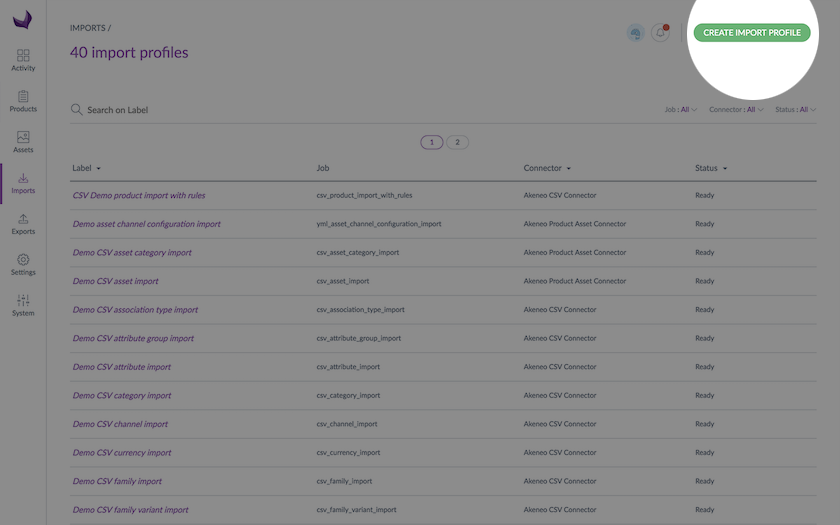 IMPORTS /
40 import profiles
CREATE IMPORT PROFILE
Activity
Products
Assets
Imports
Exports
Settings
System
Search on Label
Job : All
Connector : All
Status : All
1 2
Label Job Connector Status
CSV Demo product import with rules csv_product_import_with_rules Akeneo CSV Connector Ready
Demo asset channel configuration import yml_asset_channel_configuration_import Akeneo Product Asset Connector Ready
Demo CSV asset category import csv_asset_category_import Akeneo Product Asset Connector Ready
Demo CSV asset import csv_asset_import Akeneo Product Asset Connector Ready
Demo CSV association type import csv_association_type_import Akeneo CSV Connector Ready
Demo CSV attribute group import csv_attribute_group_import Akeneo CSV Connector Ready
Demo CSV attribute import csv_attribute_import Akeneo CSV Connector Ready
Demo CSV category import csv_category_import Akeneo CSV Connector Ready
Demo CSV channel import csv_channel_import Akeneo CSV Connector Ready
Demo CSV currency import csv_currency_import Akeneo CSV Connector Ready
Demo CSV family import csv_family_import Akeneo CSV Connector Ready
Demo CSV family variant import csv_family_variant_import Akeneo CSV Connector Ready